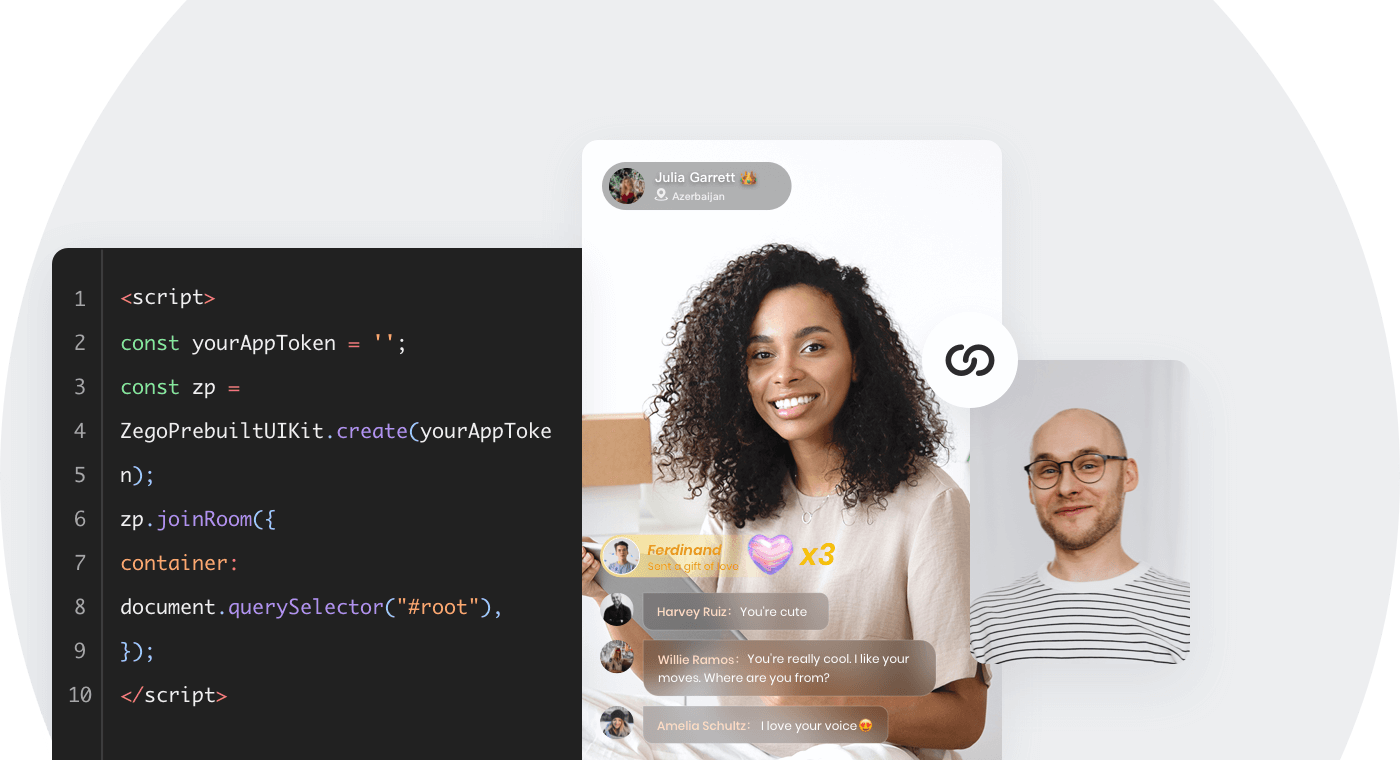 1 <script>
2 const yourAppToken = '';
3 const zp =
4 ZegoPrebuiltUIKit.create(yourAppToke
5 n);
6 zp.joinRoom({
7 container:
8 document.querySelector("#root"),
9 });
10 </script>
Julia Garrett
Azerbaijan
Ferdinand
Sent a gift of love
x3
Harvey Ruiz: You're cute
Willie Ramos: You're really cool. I like your
moves. Where are you from?
Amelia Schultz: I love your voice😍